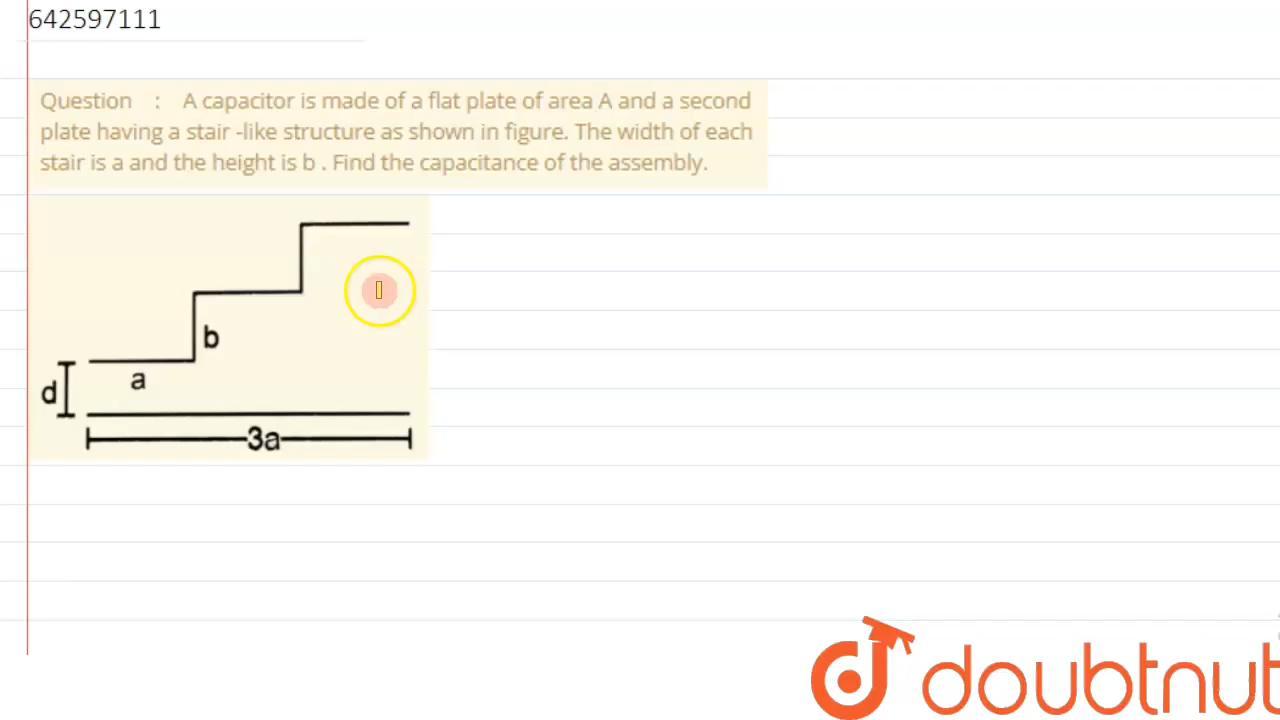 642597111
Question : A capacitor is made of a flat plate of area A and a second
plate having a stair -like structure as shown in figure. The width of each
stair is a and the height is b . Find the capacitance of the assembly.
b
a
d
3a
doubtnut